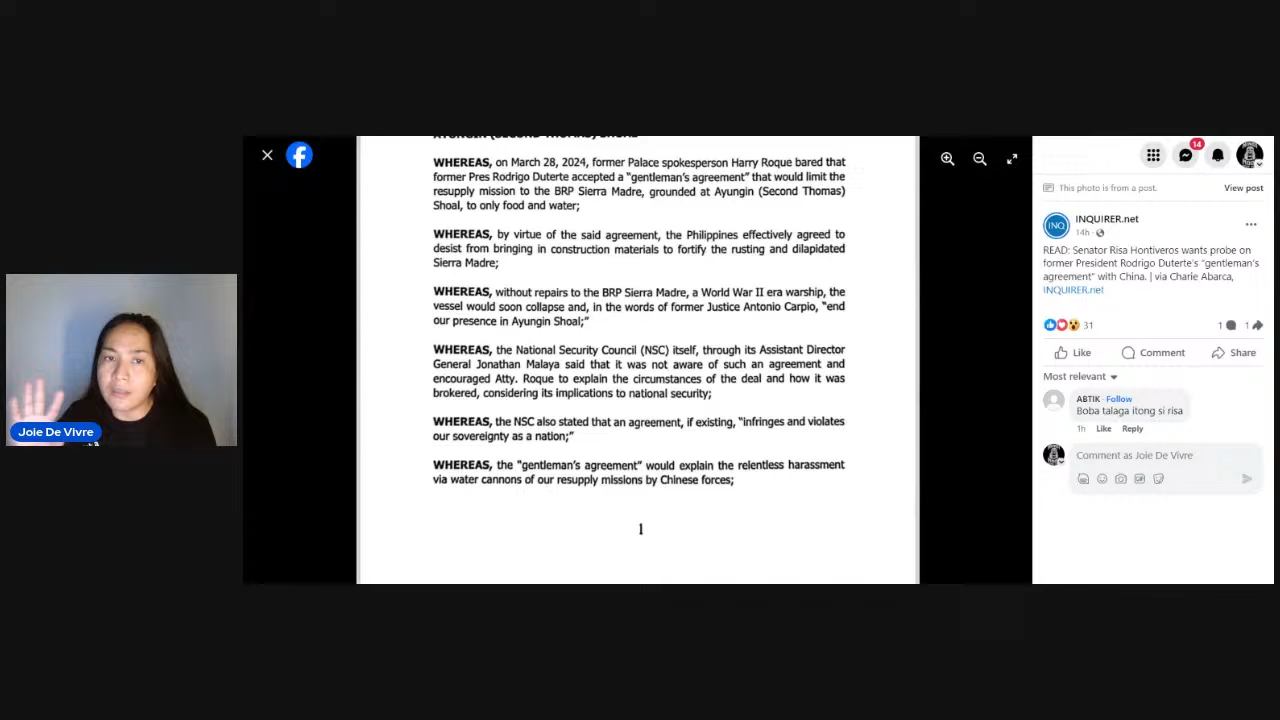 Joie De Vivre
WHEREAS, on March 28, 2024, former Palace spokesperson Harry Roque bared that
former Pres Rodrigo Duterte accepted a “gentleman’s agreement” that would limit the
resupply mission to the BRP Sierra Madre, grounded at Ayungin (Second Thomas)
Shoal, to only food and water;
WHEREAS, by virtue of the said agreement, the Philippines effectively agreed to
desist from bringing in construction materials to fortify the rusting and dilapidated
Sierra Madre;
WHEREAS, without repairs to the BRP Sierra Madre, a World War II era warship, the
vessel would soon collapse and, in the words of former Justice Antonio Carpio, “end
our presence in Ayungin Shoal;”
WHEREAS, the National Security Council (NSC) itself, through its Assistant Director
General Jonathan Malaya said that it was not aware of such an agreement and
encouraged Atty. Roque to explain the circumstances of the deal and how it was
brokered, considering its implications to national security;
WHEREAS, the NSC also stated that an agreement, if existing, “infringes and violates
our sovereignty as a nation;”
WHEREAS, the “gentleman’s agreement” would explain the relentless harassment
via water cannons of our resupply missions by Chinese forces;
1
14
This photo is from a post.
View post
INQ
INQUIRER.net
14h
READ: Senator Risa Hontiveros wants probe on
former President Rodrigo Duterte's "gentleman's
agreement" with China. | via Charie Abarca,
INQUIRER.net
31
1
1
Like
Comment
Share
Most relevant
ABTIK · Follow
Boba talaga itong si risa
1h Like Reply
Comment as Joie De Vivre